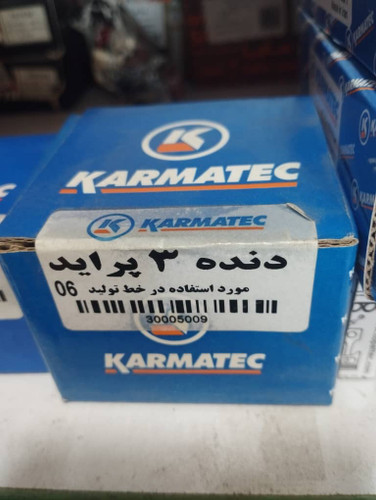 KARMATEC
KARMATEC
دنده ۳ پراید
مورد استفاده در خط تولید 06
30005009
KARMATEC